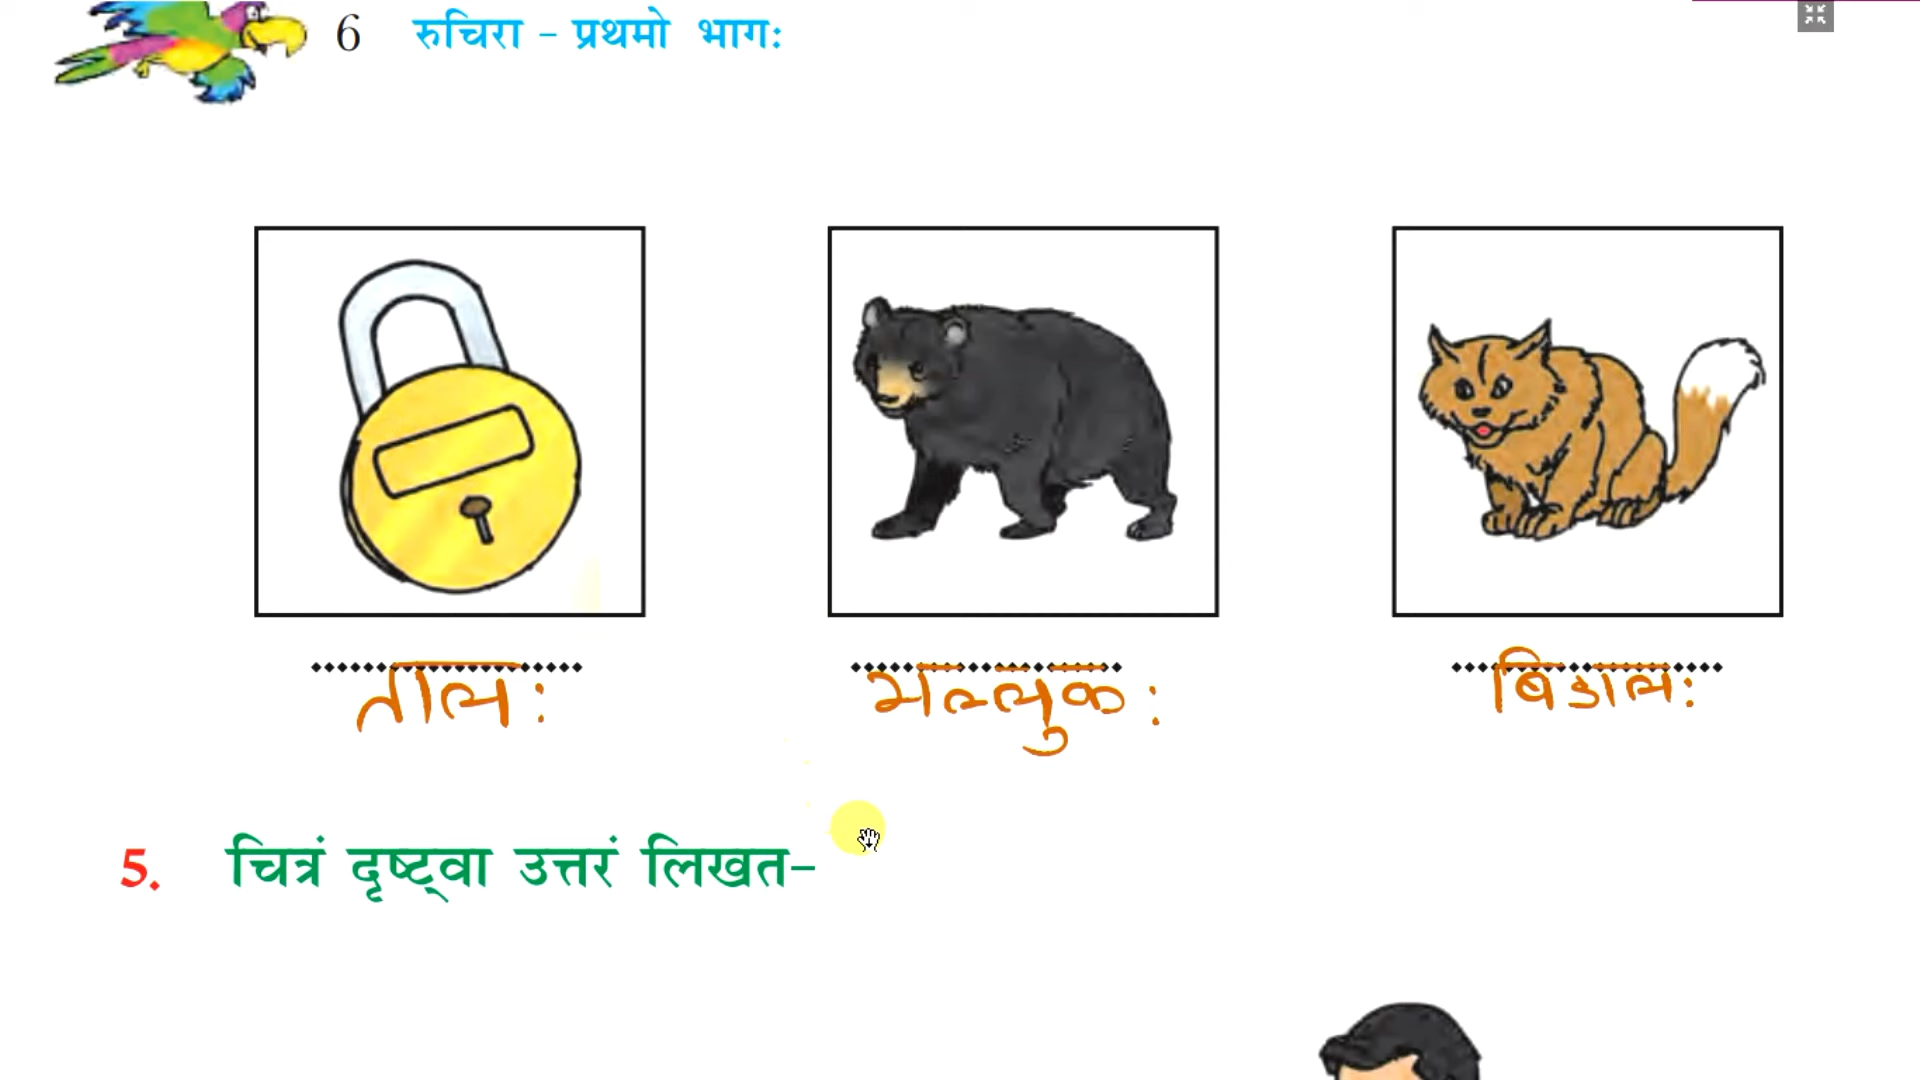 6 रुचिरा - प्रथमो भागः
तालः भल्लुकः बिडालः
5. चित्रं दृष्ट्वा उत्तरं लिखत-